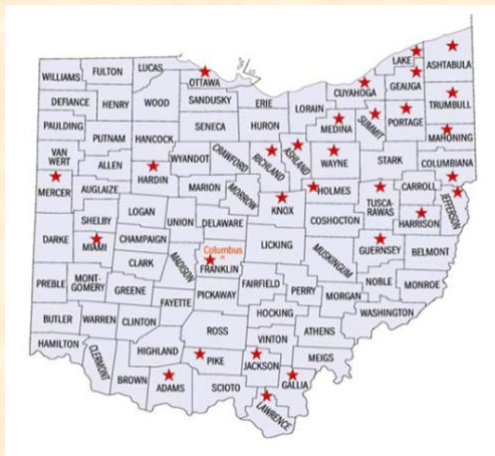 WILLIAMS
FULTON
LUCAS
OTTAWA
LAKE
ASHTABULA
GEAUGA
CUYAHOGA
DEFIANCE
HENRY
WOOD
SANDUSKY
ERIE
LORAIN
TRUMBULL
PORTAGE
SUMMIT
MEDINA
PAULDING
PUTNAM
HANCOCK
SENECA
HURON
MAHONING
VAN
WERT
ALLEN
WYANDOT
CRAWFORD
RICHLAND
ASHLAND
WAYNE
STARK
COLUMBIANA
MERCER
AUGLAIZE
HARDIN
MARION
MORROW
KNOX
HOLMES
TUSCA-
RAWAS
CARROLL
JEFFERSON
HARRISON
SHELBY
LOGAN
UNION
DELAWARE
COSHOCTON
DARKE
MIAMI
CHAMPAIGN
Columbus
FRANKLIN
LICKING
MUSKINGUM
GUERNSEY
BELMONT
CLARK
MADISON
PREBLE
MONT-
GOMERY
GREENE
FAYETTE
PICKAWAY
FAIRFIELD
PERRY
MORGAN
NOBLE
MONROE
BUTLER
WARREN
CLINTON
ROSS
HOCKING
WASHINGTON
ATHENS
HAMILTON
CLERMONT
HIGHLAND
VINTON
MEIGS
BROWN
ADAMS
PIKE
JACKSON
SCIOTO
GALLIA
LAWRENCE